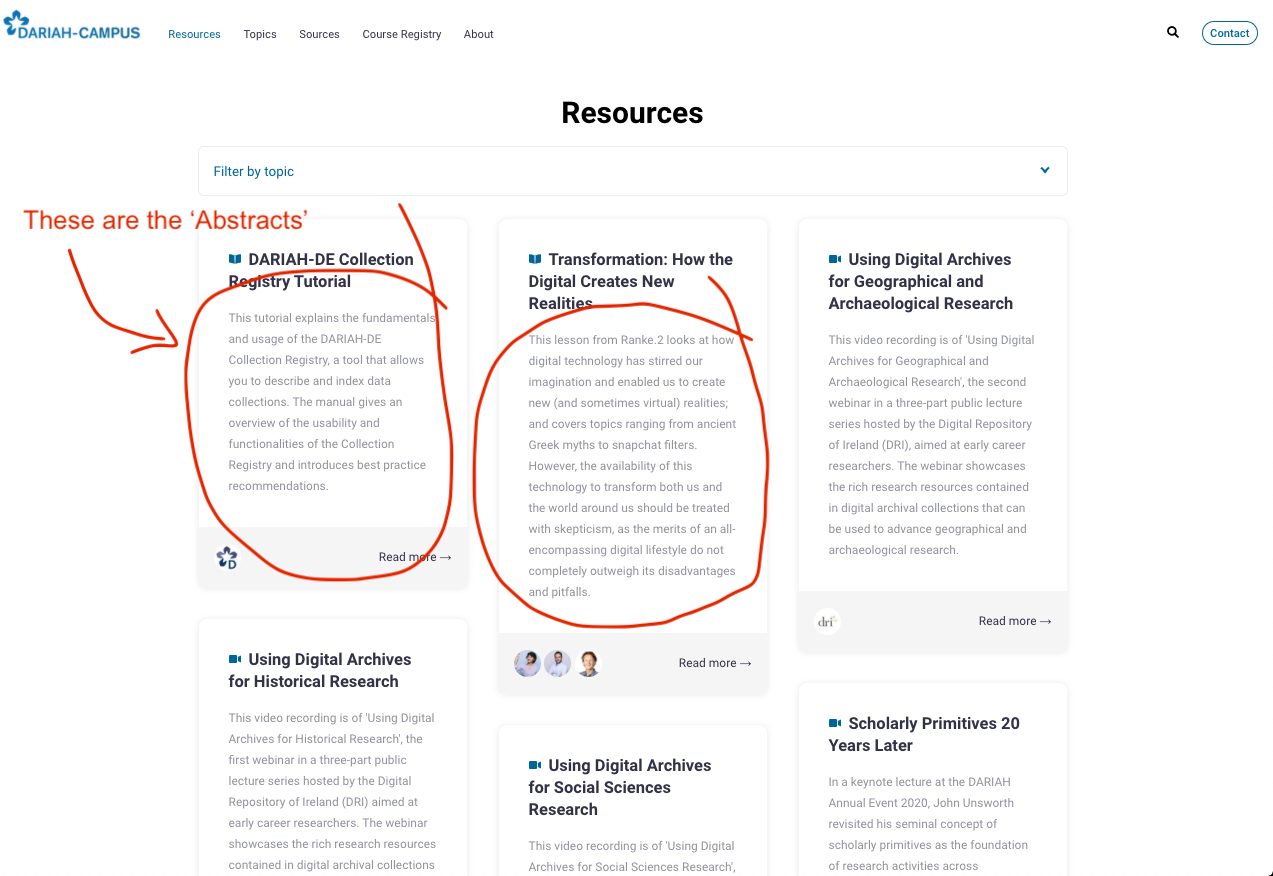 DARIAH-CAMPUS
Resources
Topics
Sources
Course Registry
About
Contact
Resources
Filter by topic
These are the ‘Abstracts’
DARIAH-DE Collection
Registry Tutorial
This tutorial explains the fundamentals
and usage of the DARIAH-DE
Collection Registry, a tool that allows
you to describe and index data
collections. The manual gives an
overview of the usability and
functionalities of the Collection
Registry and introduces best practice
recommendations.
D
Read more →
Transformation: How the
Digital Creates New
Realities
This lesson from Ranke.2 looks at how
digital technology has stirred our
imagination and enabled us to create
new (and sometimes virtual) realities;
and covers topics ranging from ancient
Greek myths to snapchat filters.
However, the availability of this
technology to transform both us and
the world around us should be treated
with skepticism, as the merits of an all-
encompassing digital lifestyle do not
completely outweigh its disadvantages
and pitfalls.
Read more →
Using Digital Archives
for Geographical and
Archaeological Research
This video recording is of 'Using Digital
Archives for Geographical and
Archaeological Research', the second
webinar in a three-part public lecture
series hosted by the Digital Repository
of Ireland (DRI), aimed at early career
researchers. The webinar showcases
the rich research resources contained
in digital archival collections that can
be used to advance geographical and
archaeological research.
dri
Read more →
Using Digital Archives
for Historical Research
This video recording is of 'Using Digital
Archives for Historical Research', the
first webinar in a three-part public
lecture series hosted by the Digital
Repository of Ireland (DRI) aimed at
early career researchers. The webinar
showcases the rich research resources
contained in digital archival collections
Using Digital Archives
for Social Sciences
Research
This video recording is of 'Using Digital
Archives for Social Sciences Research',
Scholarly Primitives 20
Years Later
In a keynote lecture at the DARIAH
Annual Event 2020, John Unsworth
revisited his seminal concept of
scholarly primitives as the foundation
of research activities across